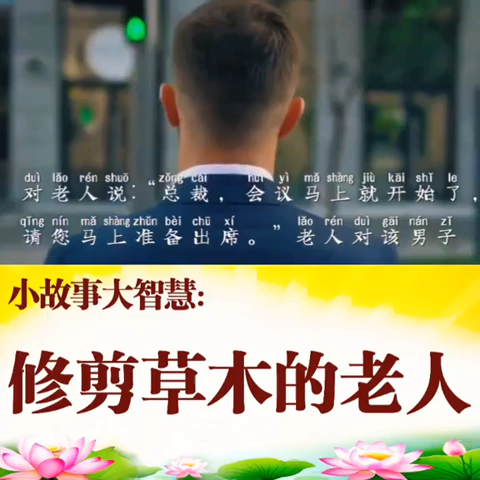 duì lǎo rén shuō zǒng cái huì yì mǎ shàng jiù kāi shǐ le
对老人说:“总裁，会议马上就开始了，
qǐng nín mǎ shàng zhǔn bèi chū xí lǎo rén duì gāi nán zǐ
请您马上准备出席。”老人对该男子
小故事大智慧:
修剪草木的老人